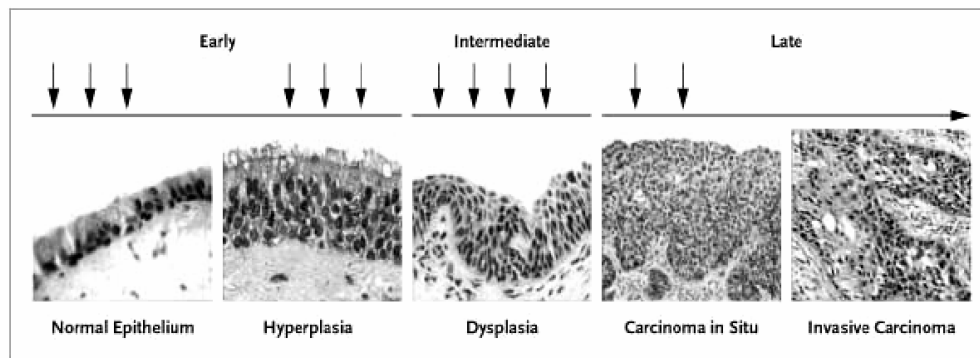 Early Intermediate Late
Normal Epithelium Hyperplasia Dysplasia Carcinoma in Situ Invasive Carcinoma